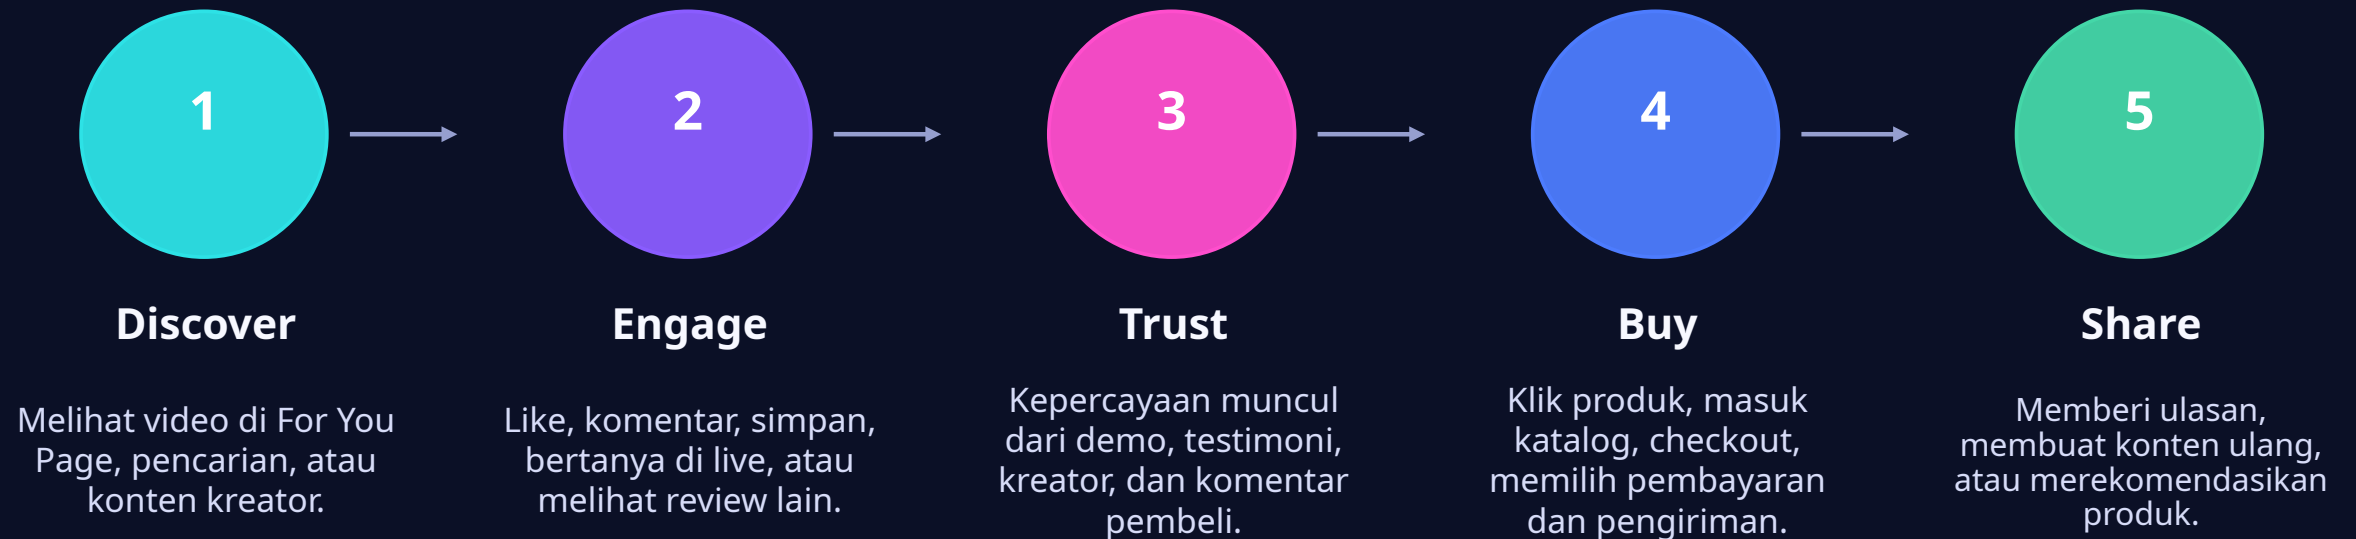 1
2
3
4
5
Discover
Engage
Trust
Buy
Share
Melihat video di For You
Page, pencarian, atau
konten kreator.
Like, komentar, simpan,
bertanya di live, atau
melihat review lain.
Kepercayaan muncul
dari demo, testimoni,
kreator, dan komentar
pembeli.
Klik produk, masuk
katalog, checkout,
memilih pembayaran
dan pengiriman.
Memberi ulasan,
membuat konten ulang,
atau merekomendasikan
produk.